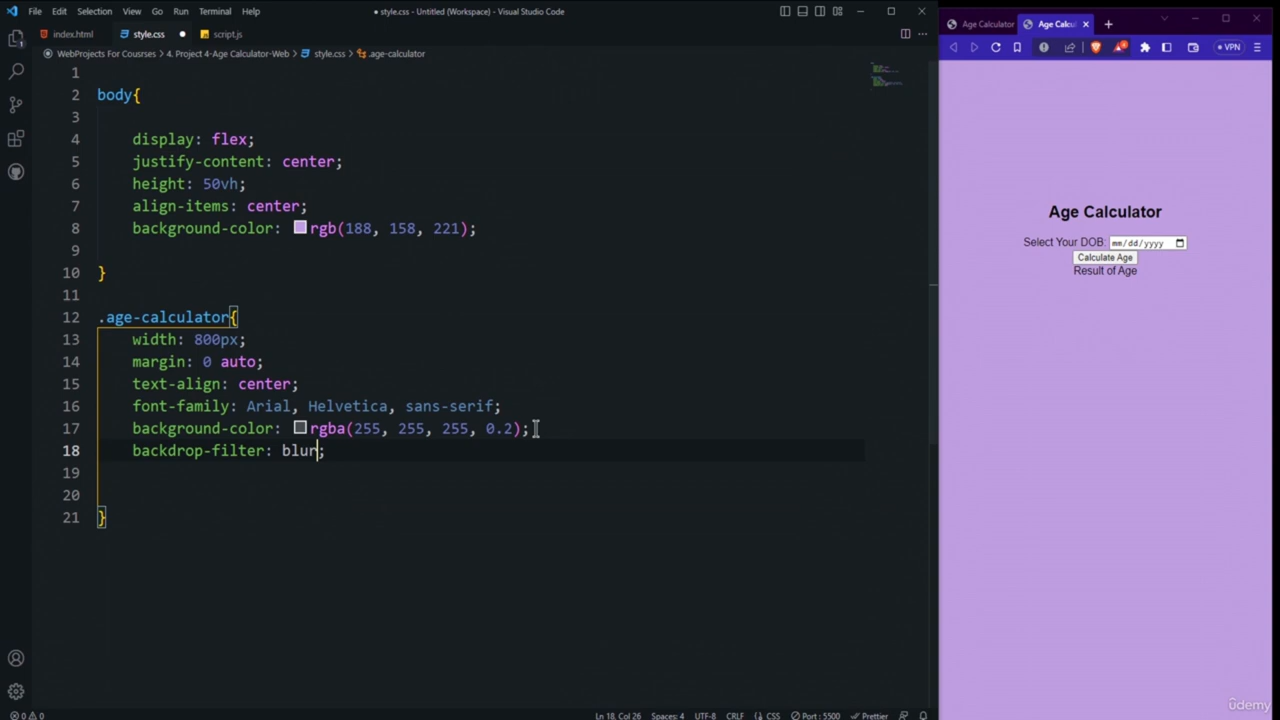 File Edit Selection View Go Run Terminal Help
● style.css - Untitled (Workspace) - Visual Studio Code
index.html style.css script.js
WebProjects For Coursres > 4. Project 4-Age Calculator-Web > style.css > .age-calculator
1
2 body{
3
4 display: flex;
5 justify-content: center;
6 height: 50vh;
7 align-items: center;
8 background-color: rgb(188, 158, 221);
9
10 }
11
12 .age-calculator{
13 width: 800px;
14 margin: 0 auto;
15 text-align: center;
16 font-family: Arial, Helvetica, sans-serif;
17 background-color: rgba(255, 255, 255, 0.2);
18 backdrop-filter: blur;
19
20
21 }
0 0 Ln 18, Col 26 Spaces: 4 UTF-8 CRLF {} CSS Port : 5500 Prettier
Age Calculator Age Calcu
VPN
Age Calculator
Select Your DOB: mm/dd/yyyy
Calculate Age
Result of Age
udemy